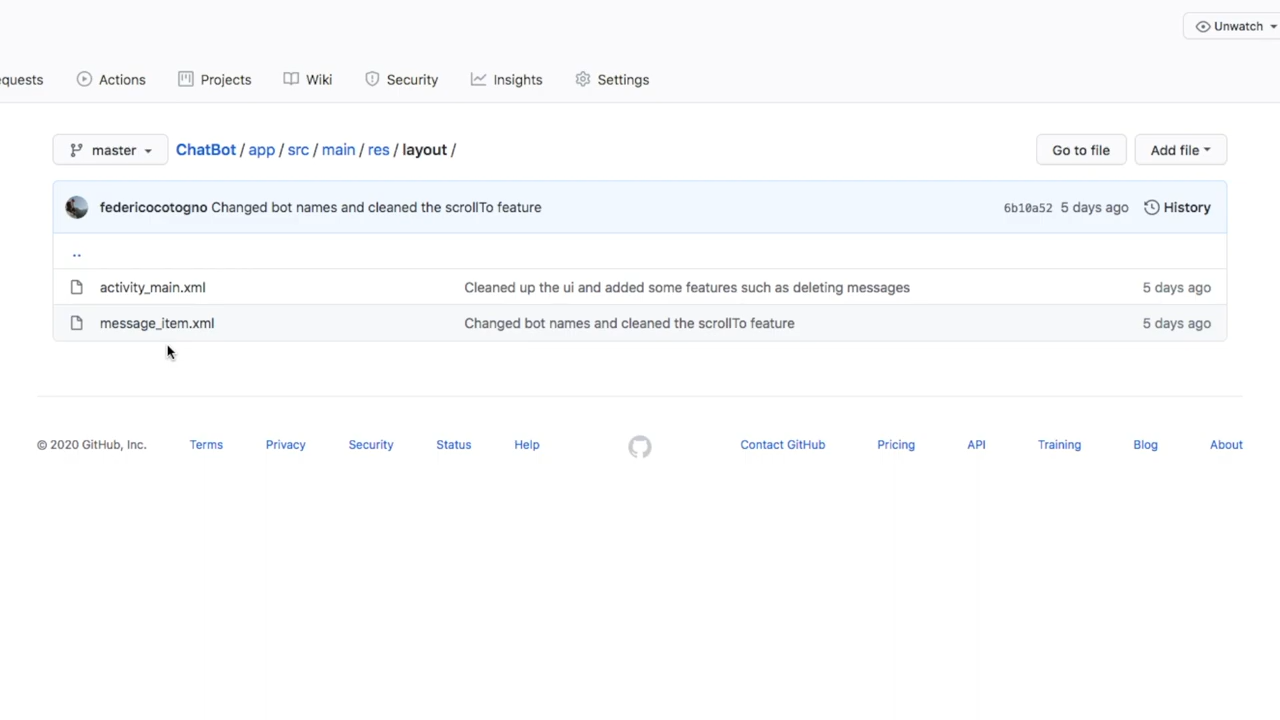 Unwatch
quests Actions Projects Wiki Security Insights Settings
master ChatBot / app / src / main / res / layout / Go to file Add file
federicocotogno Changed bot names and cleaned the scrollTo feature 6b10a52 5 days ago History
..
activity_main.xml Cleaned up the ui and added some features such as deleting messages 5 days ago
message_item.xml Changed bot names and cleaned the scrollTo feature 5 days ago
© 2020 GitHub, Inc. Terms Privacy Security Status Help Contact GitHub Pricing API Training Blog About